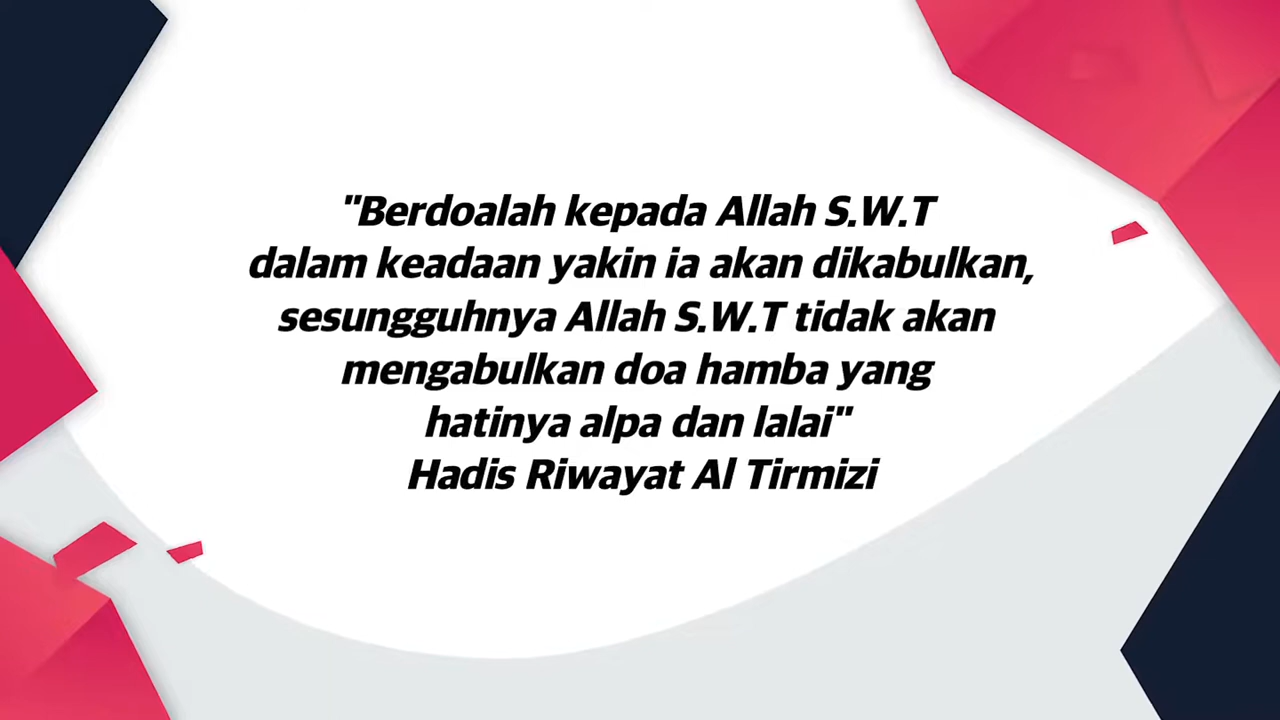 "Berdoalah kepada Allah S.W.T
dalam keadaan yakin ia akan dikabulkan,
sesungguhnya Allah S.W.T tidak akan
mengabulkan doa hamba yang
hatinya alpa dan lalai"
Hadis Riwayat Al Tirmizi